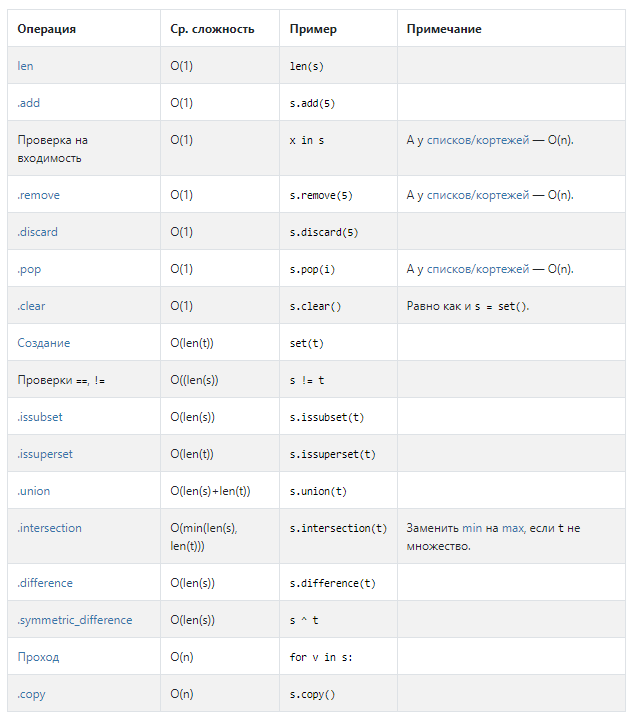 Операция Ср. сложность Пример Примечание
len O(1) len(s)
.add O(1) s.add(5)
Проверка на O(1) x in s А у списков/кортежей — O(n).
входимость
.remove O(1) s.remove(5) А у списков/кортежей — O(n).
.discard O(1) s.discard(5)
.pop O(1) s.pop(i) А у списков/кортежей — O(n).
.clear O(1) s.clear() Равно как и s = set().
Создание O(len(t)) set(t)
Проверки ==, != O((len(s)) s != t
.issubset O(len(s)) s.issubset(t)
.issuperset O(len(t)) s.issuperset(t)
.union O(len(s)+len(t)) s.union(t)
.intersection O(min(len(s), s.intersection(t) Заменить min на max, если t не
len(t))) множество.
.difference O(len(s)) s.difference(t)
.symmetric_difference O(len(s)) s ^ t
Проход O(n) for v in s:
.copy O(n) s.copy()